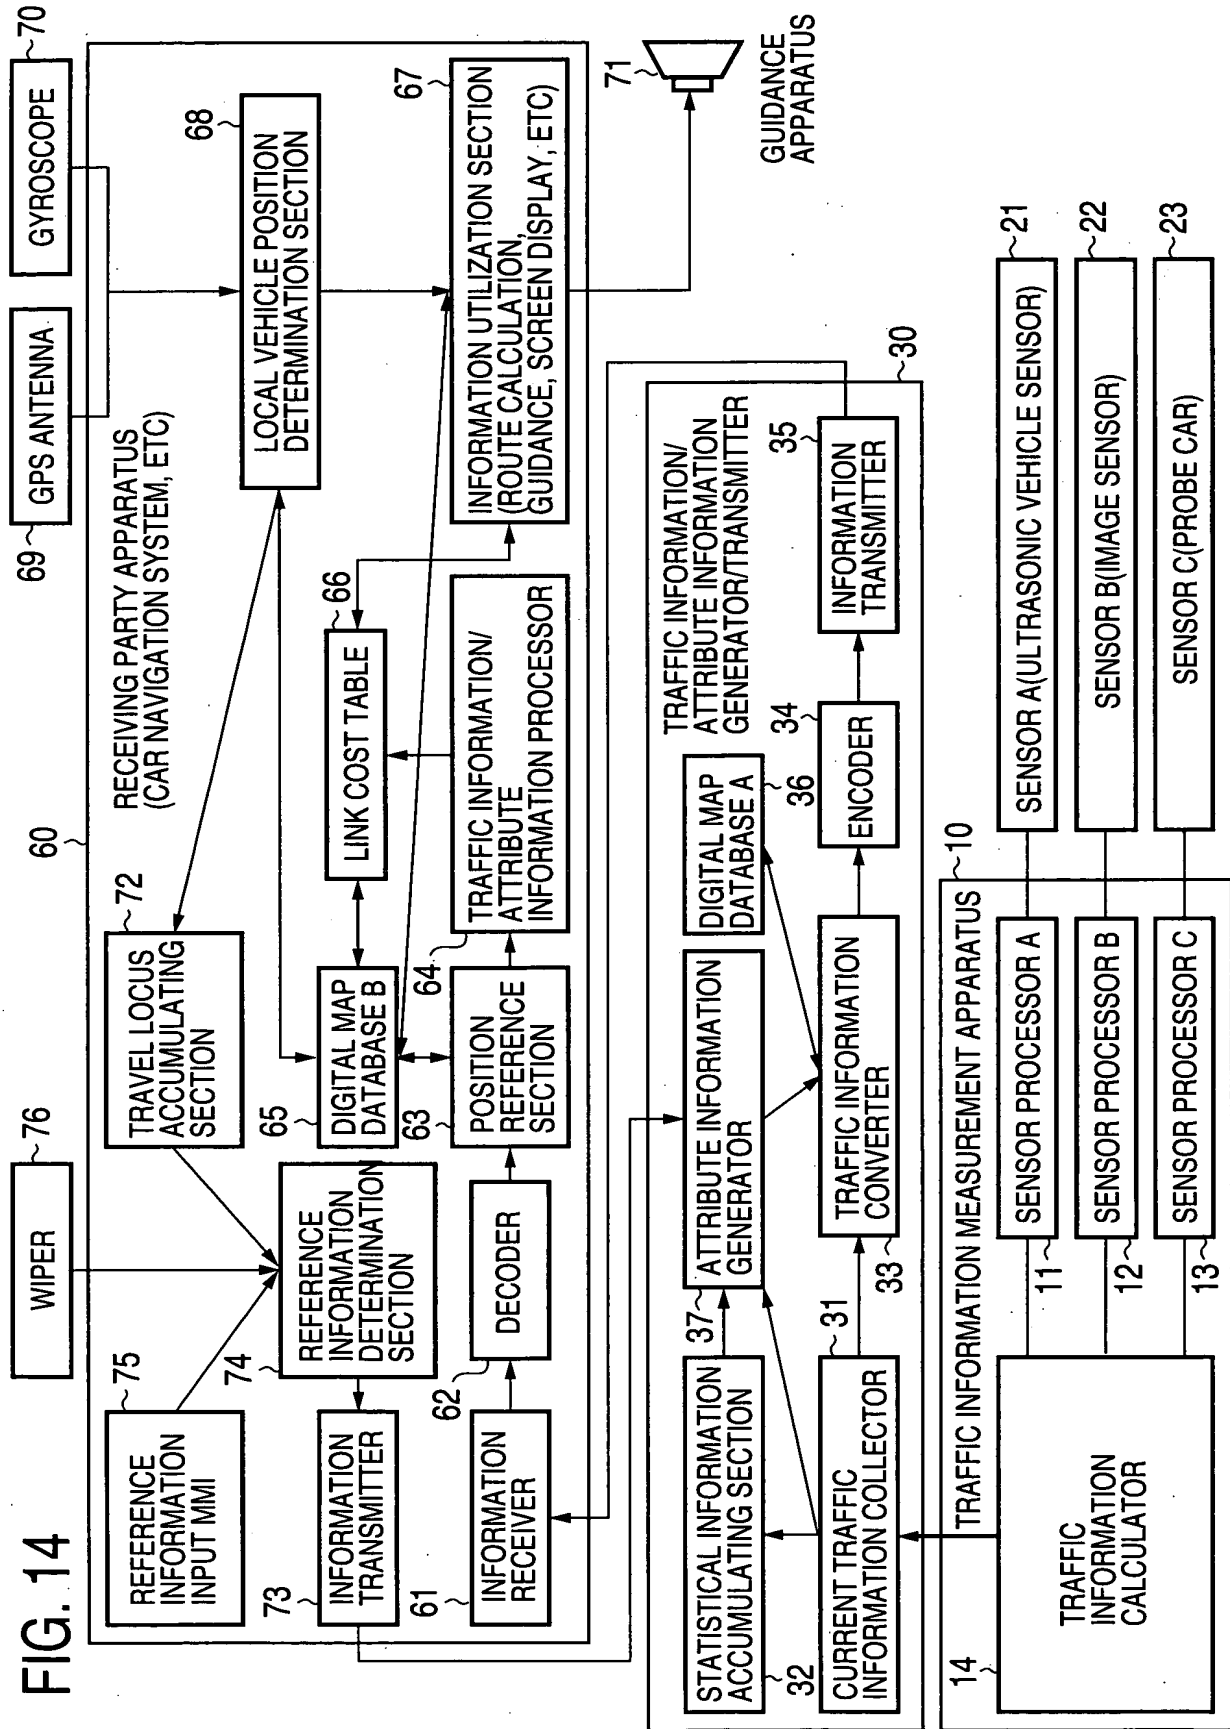 FIG. 14
70
GYROSCOPE
69
GPS ANTENNA
76
WIPER
60
RECEIVING PARTY APPARATUS
(CAR NAVIGATION SYSTEM, ETC)
75
REFERENCE
INFORMATION
INPUT MMI
72
TRAVEL LOCUS
ACCUMULATING
SECTION
68
LOCAL VEHICLE POSITION
DETERMINATION SECTION
73
INFORMATION
TRANSMITTER
74
REFERENCE
INFORMATION
DETERMINATION
SECTION
65
DIGITAL MAP
DATABASE B
66
LINK COST TABLE
61
INFORMATION
RECEIVER
62
DECODER
63
POSITION
REFERENCE
SECTION
64
TRAFFIC INFORMATION/
ATTRIBUTE
INFORMATION PROCESSOR
67
INFORMATION UTILIZATION SECTION
(ROUTE CALCULATION,
GUIDANCE, SCREEN DISPLAY, ETC)
71
GUIDANCE
APPARATUS
30
TRAFFIC INFORMATION/
ATTRIBUTE INFORMATION
GENERATOR/TRANSMITTER
32
STATISTICAL INFORMATION
ACCUMULATING SECTION
37
ATTRIBUTE INFORMATION
GENERATOR
36
DIGITAL MAP
DATABASE A
31
CURRENT TRAFFIC
INFORMATION COLLECTOR
33
TRAFFIC INFORMATION
CONVERTER
34
ENCODER
35
INFORMATION
TRANSMITTER
10
TRAFFIC INFORMATION MEASUREMENT APPARATUS
14
TRAFFIC
INFORMATION
CALCULATOR
11
SENSOR PROCESSOR A
21
SENSOR A(ULTRASONIC VEHICLE SENSOR)
12
SENSOR PROCESSOR B
22
SENSOR B(IMAGE SENSOR)
13
SENSOR PROCESSOR C
23
SENSOR C(PROBE CAR)